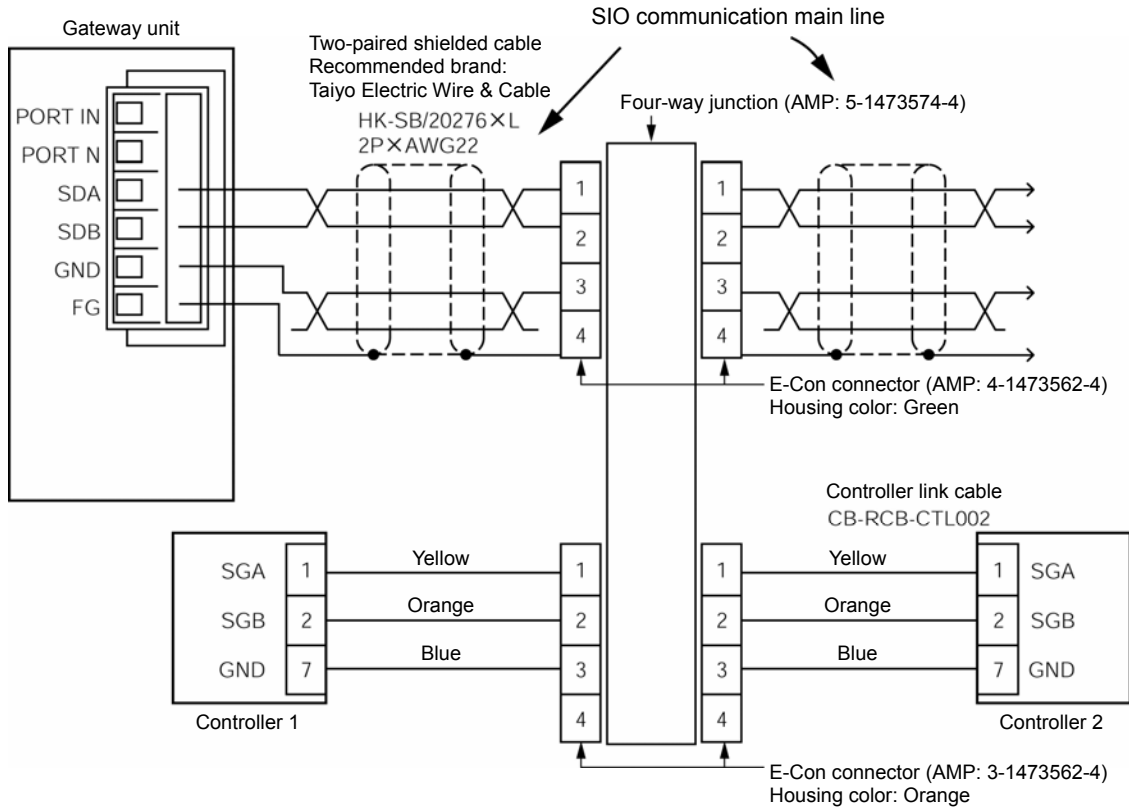 SIO communication main line
Gateway unit
Two-paired shielded cable
Recommended brand:
Taiyo Electric Wire & Cable
HK-SB/20276×L
2P×AWG22
Four-way junction (AMP: 5-1473574-4)
PORT IN
PORT N
SDA
SDB
GND
FG
1
2
3
4
1
2
3
4
E-Con connector (AMP: 4-1473562-4)
Housing color: Green
Controller link cable
CB-RCB-CTL002
SGA 1 Yellow 1
SGB 2 Orange 2
GND 7 Blue 3
4
Controller 1
1 Yellow 1 SGA
2 Orange 2 SGB
3 Blue 7 GND
4
Controller 2
E-Con connector (AMP: 3-1473562-4)
Housing color: Orange